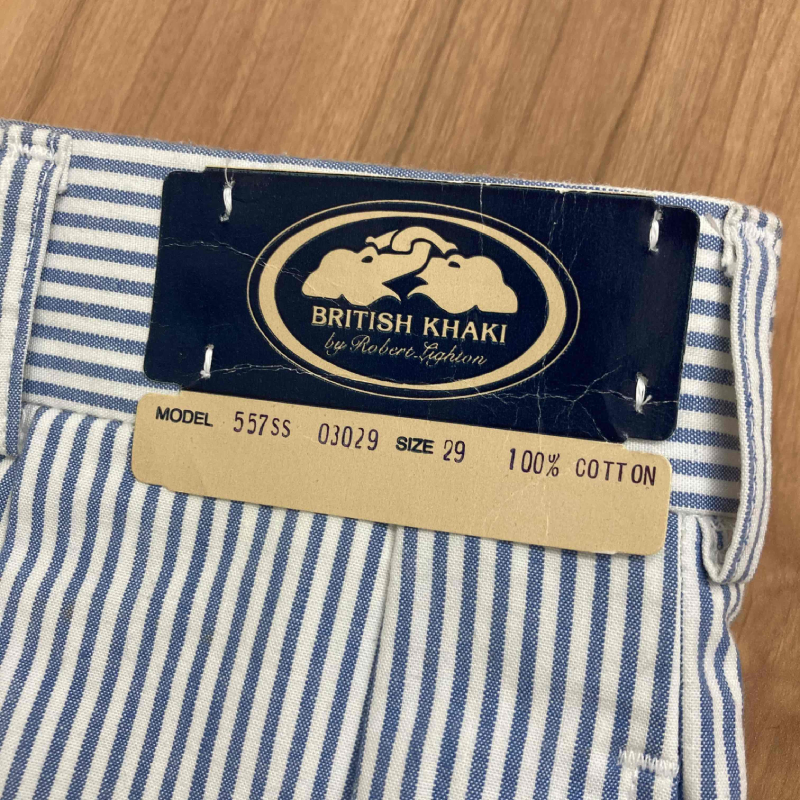 BRITISH KHAKI
by Robert Lighton
MODEL 557SS 03029 SIZE 29 100% COTTON